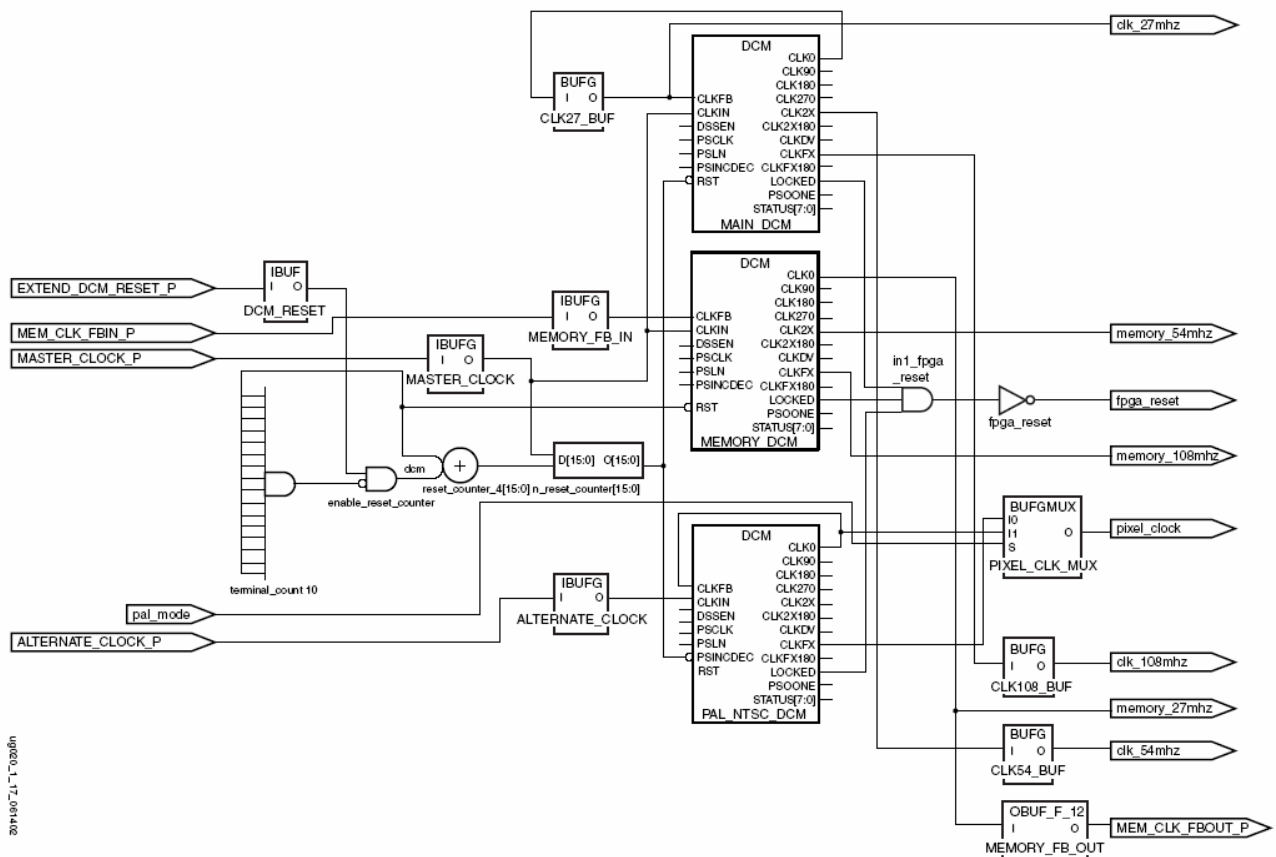 DCM
CLK0
CLK90
CLK180
CLKFB CLK270
CLKIN CLK2X
DSSEN CLK2X180
PSCLK CLKDV
PSLN CLKFX
PSINCDEC CLKFX180
RST LOCKED
PSOONE
STATUS[7:0]
MAIN_DCM
clk_27mhz
BUFG
I O
CLK27_BUF
EXTEND_DCM_RESET_P
IBUF
I O
DCM_RESET
MEM_CLK_FBIN_P
IBUFG
I O
MEMORY_FB_IN
MASTER_CLOCK_P
IBUFG
I O
MASTER_CLOCK
DCM
CLK0
CLK90
CLK180
CLKFB CLK270
CLKIN CLK2X
DSSEN CLK2X180
PSCLK CLKDV
PSLN CLKFX
PSINCDEC CLKFX180
LOCKED
RST PSOONE
STATUS[7:0]
MEMORY_DCM
memory_54mhz
in1_fpga
_reset
fpga_reset
fpga_reset
memory_108mhz
dcm
+
D[15:0] O[15:0]
enable_reset_counter
reset_counter_4[15:0] n_reset_counter[15:0]
terminal_count 10
BUFGMUX
I0
I1 O
S
PIXEL_CLK_MUX
pixel_clock
DCM
CLK0
CLK90
CLK180
CLKFB CLK270
CLKIN CLK2X
DSSEN CLK2X180
PSCLK CLKDV
PSLN CLKFX
PSINCDEC CLKFX180
RST LOCKED
PSOONE
STATUS[7:0]
PAL_NTSC_DCM
IBUFG
I O
ALTERNATE_CLOCK
pal_mode
ALTERNATE_CLOCK_P
BUFG
I O
CLK108_BUF
clk_108mhz
memory_27mhz
BUFG
I O
CLK54_BUF
clk_54mhz
OBUF_F_12
I O
MEMORY_FB_OUT
MEM_CLK_FBOUT_P
ug020_1_17_061402